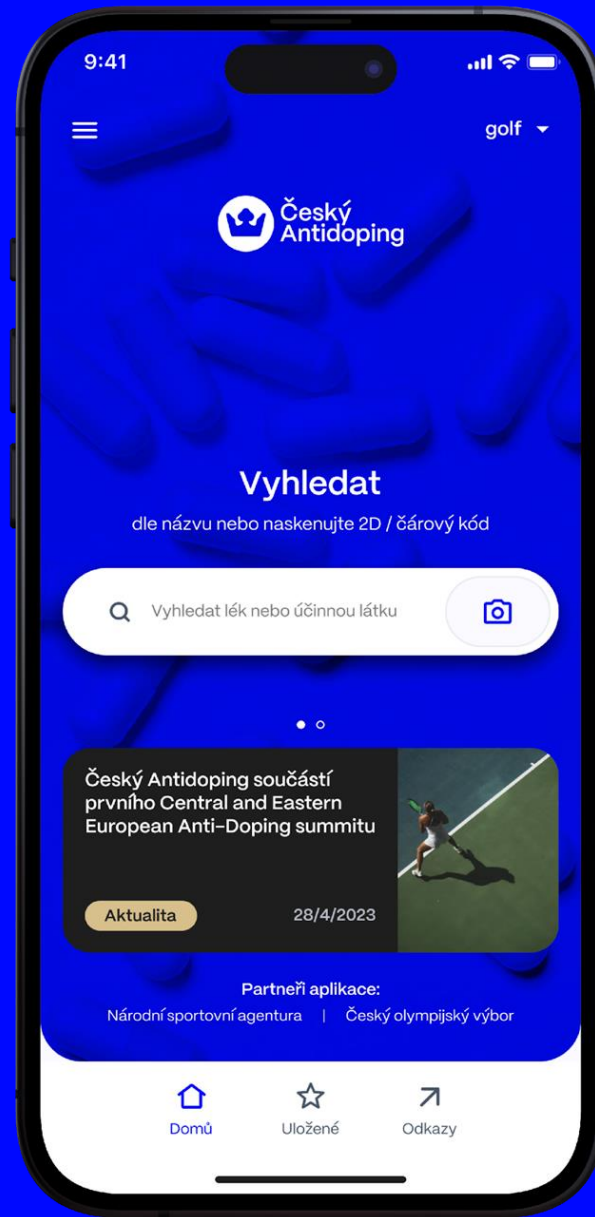 9:41
golf
Český
Antidoping
Vyhledat
dle názvu nebo naskenujte 2D / čárový kód
Vyhledat lék nebo účinnou látku
Český Antidoping součástí
prvního Central and Eastern
European Anti-Doping summitu
Aktualita
28/4/2023
Partneři aplikace:
Národní sportovní agentura | Český olympijský výbor
Domů
Uložené
Odkazy